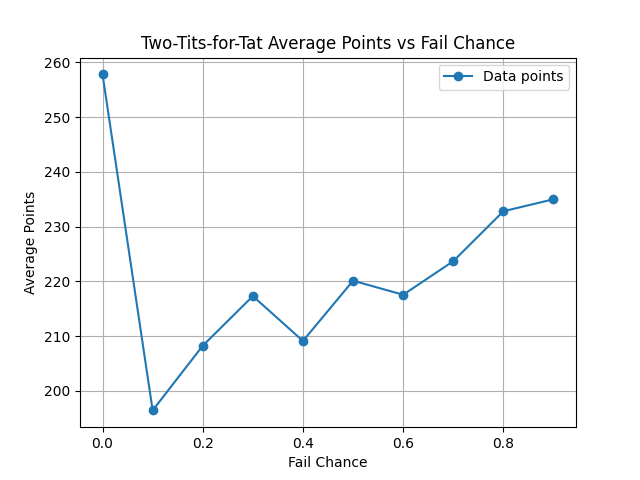 Two-Tits-for-Tat Average Points vs Fail Chance
Data points
260
250
240
230
220
210
200
Average Points
0.0 0.2 0.4 0.6 0.8
Fail Chance